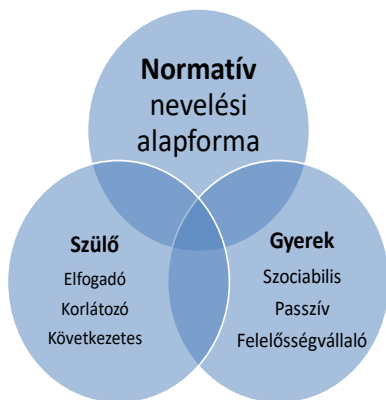 Normatív
nevelési
alapforma
Szülő
Elfogadó
Korlátozó
Következetes
Gyerek
Szociabilis
Passzív
Felelősségvállaló